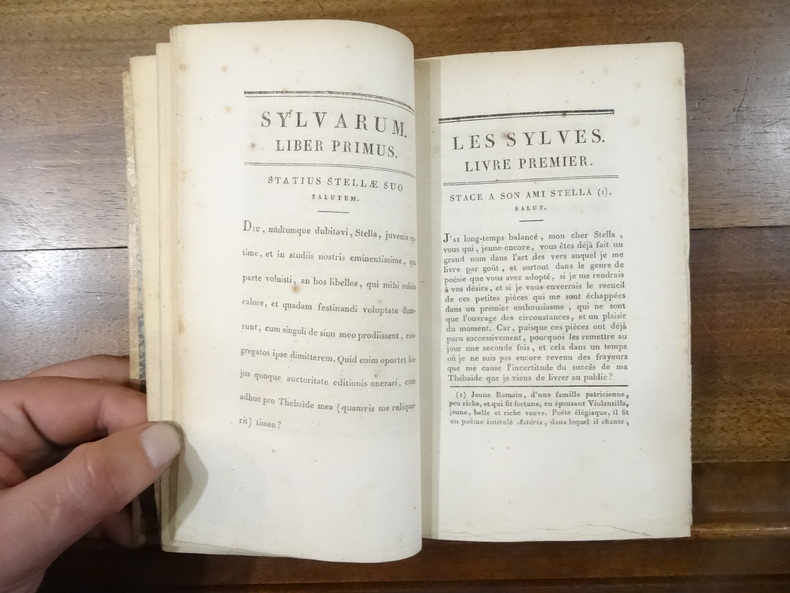 SYLVARUM.
LIBER PRIMUS.
STATIUS STELLÆ SUO
SALUTEM.
Diu, multumque dubitavi, Stella, juvenis
time, et in studiis nostris eminentissime, qua
parte voluisti, an hos libellos, qui mihi
calore, et quadam festinandi voluptate
runt, cum singuli de sinu meo prodiissent, con-
gregatos ipse dimitterem. Quid enim oportet
jus quoque auctoritate editionis onerari, cum
adhuc pro Thebaïde mea (quamvis me relique-
rit) timeo?
LES SYLVES.
LIVRE PREMIER.
STACE A SON AMI STELLA (1),
SALUT.
J'AI long-temps balancé, mon cher Stella,
vous qui, jeune encore, vous êtes déjà fait un
grand nom dans l'art des vers auquel je me
livre par goût, et surtout dans le genre de
poésie que vous avez adopté, si je me rendrais
à vos désirs, et si je vous enverrais le recueil
de ces petites pièces qui me sont échappées
dans un premier enthousiasme, qui ne sont
que l'ouvrage des circonstances, et un plaisir
du moment. Car, puisque ces pièces ont déjà
paru successivement, pourquoi les remettre au
jour une seconde fois, et cela dans un temps
où je ne suis pas encore revenu des frayeurs
que me cause l'incertitude du succès de ma
Thébaïde que je viens de livrer au public?
(1) Jeune Romain, d'une famille patricienne,
peu riche, et qui fit fortune, en épousant Violantilla,
jeune, belle et riche veuve. Poëte élégiaque, il fit
un poëme intitulé Astéris, dans lequel il chante,